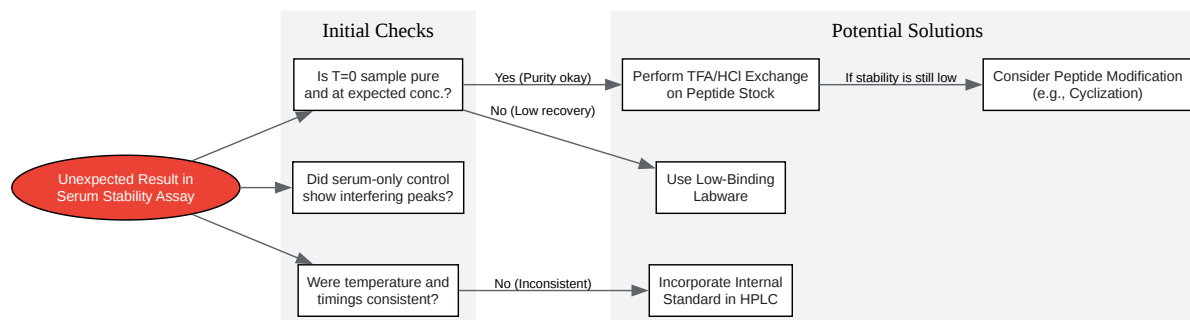 Initial Checks
Potential Solutions
Is T=0 sample pure
and at expected conc.?
Yes (Purity okay)
Perform TFA/HCl Exchange
on Peptide Stock
If stability is still low
Consider Peptide Modification
(e.g., Cyclization)
No (Low recovery)
Unexpected Result in
Serum Stability Assay
Did serum-only control
show interfering peaks?
Use Low-Binding
Labware
Were temperature and
timings consistent?
No (Inconsistent)
Incorporate Internal
Standard in HPLC